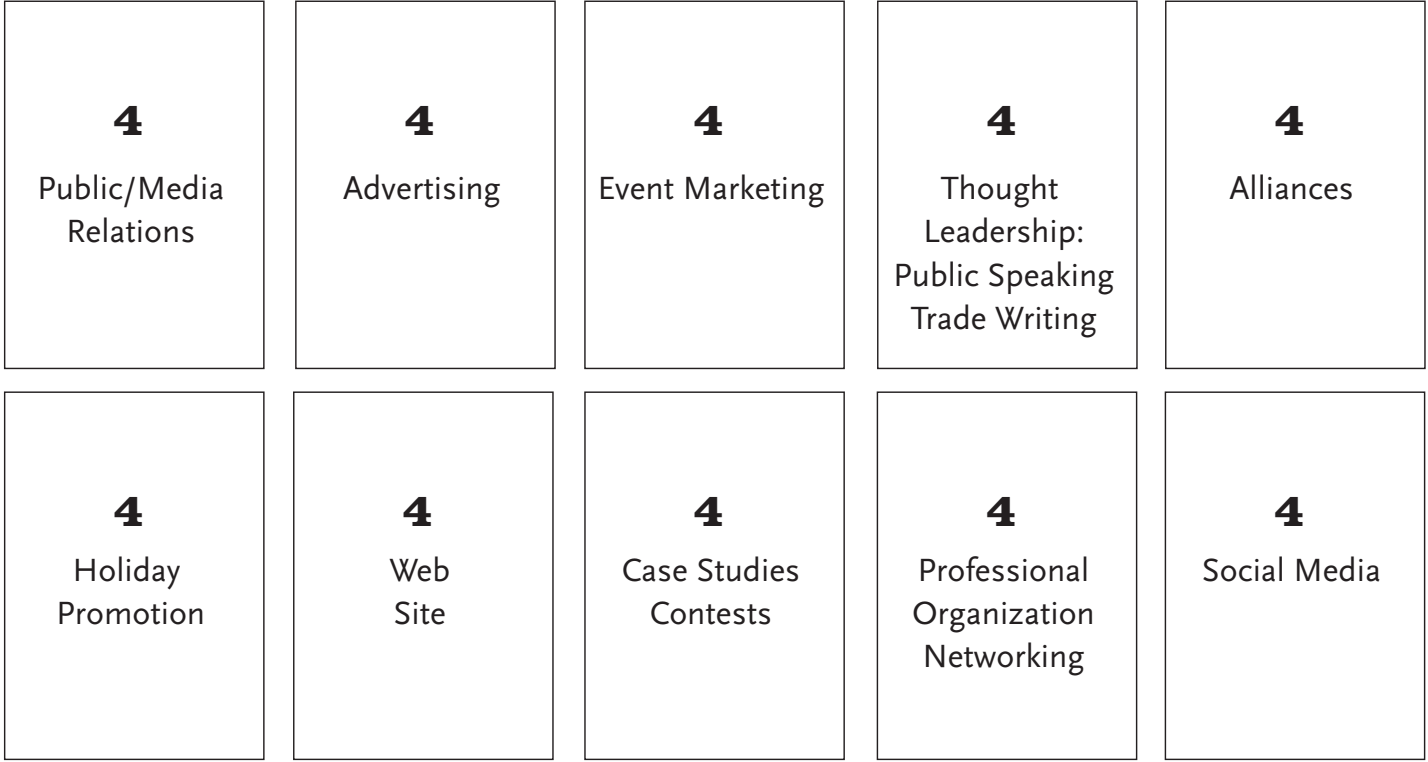 4
Public/Media
Relations
4
Advertising
4
Event Marketing
4
Thought
Leadership:
Public Speaking
Trade Writing
4
Alliances
4
Holiday
Promotion
4
Web
Site
4
Case Studies
Contests
4
Professional
Organization
Networking
4
Social Media